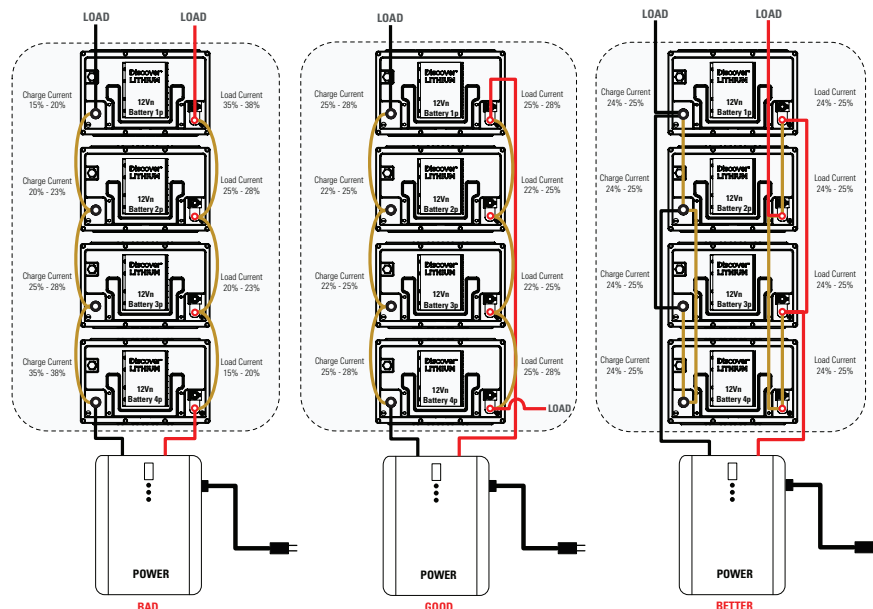 LOAD
LOAD
Charge Current
15% - 20%
Discover
LITHIUM
12Vn
Battery 1p
Load Current
35% - 38%
Charge Current
20% - 23%
Discover
LITHIUM
12Vn
Battery 2p
Load Current
25% - 28%
Charge Current
25% - 28%
Discover
LITHIUM
12Vn
Battery 3p
Load Current
20% - 23%
Charge Current
35% - 38%
Discover
LITHIUM
12Vn
Battery 4p
Load Current
15% - 20%
POWER
BAD
LOAD
Charge Current
25% - 28%
Discover
LITHIUM
12Vn
Battery 1p
Load Current
25% - 28%
Charge Current
22% - 25%
Discover
LITHIUM
12Vn
Battery 2p
Load Current
22% - 25%
Charge Current
22% - 25%
Discover
LITHIUM
12Vn
Battery 3p
Load Current
22% - 25%
Charge Current
25% - 28%
Discover
LITHIUM
12Vn
Battery 4p
Load Current
25% - 28%
LOAD
POWER
GOOD
LOAD
LOAD
Charge Current
24% - 25%
Discover
LITHIUM
12Vn
Battery 1p
Load Current
24% - 25%
Charge Current
24% - 25%
Discover
LITHIUM
12Vn
Battery 2p
Load Current
24% - 25%
Charge Current
24% - 25%
Discover
LITHIUM
12Vn
Battery 3p
Load Current
24% - 25%
Charge Current
24% - 25%
Discover
LITHIUM
12Vn
Battery 4p
Load Current
24% - 25%
POWER
BETTER